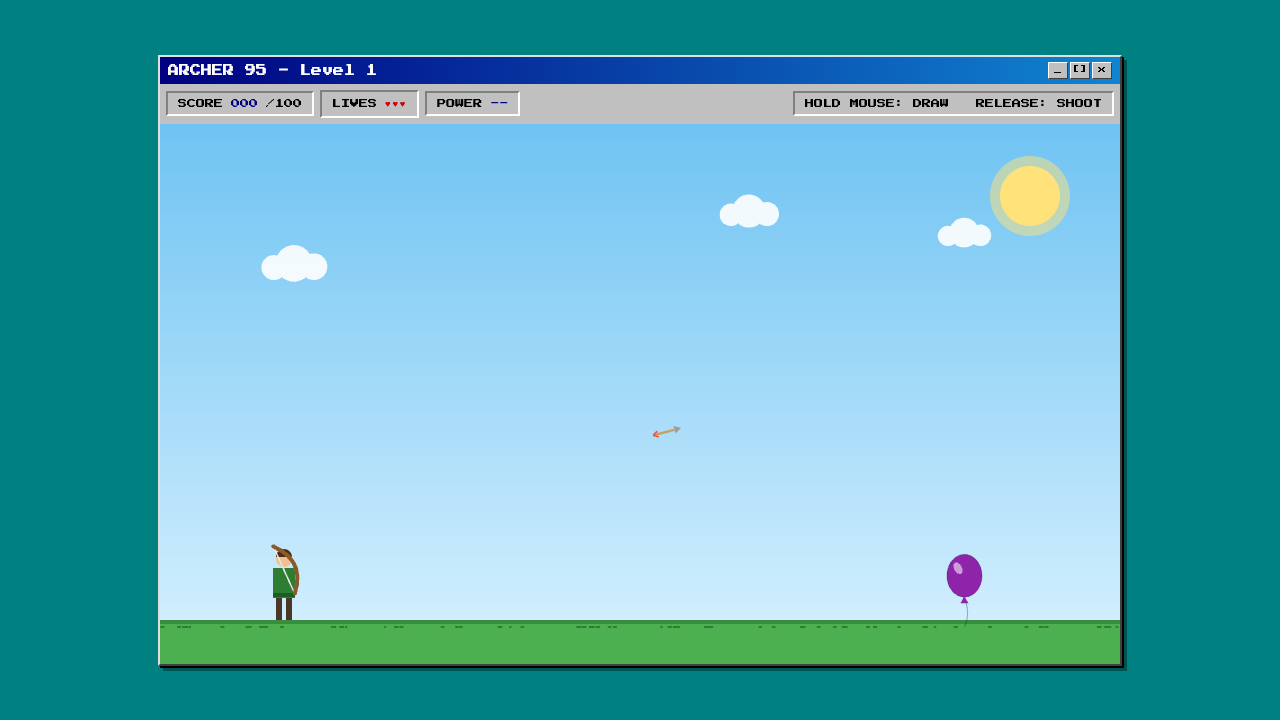 ARCHER 95 - Level 1
SCORE 000 /100 LIVES ♥♥♥ POWER -- HOLD MOUSE: DRAW RELEASE: SHOOT